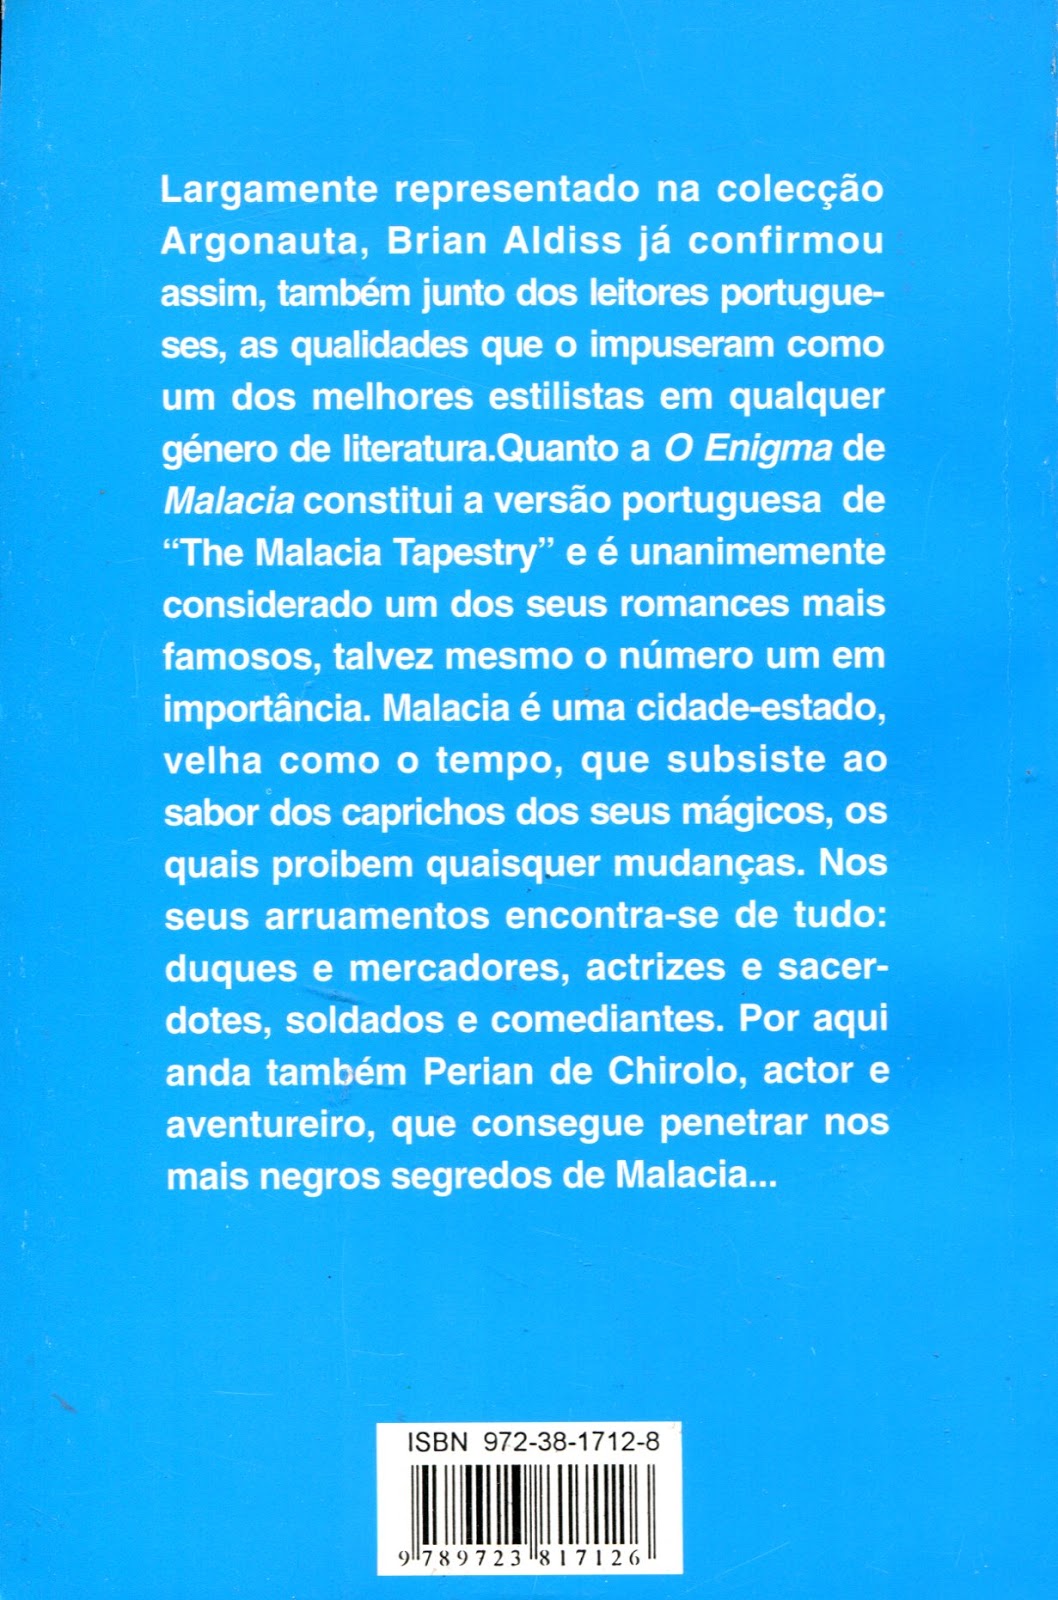 Largamente representado na colecção
Argonauta, Brian Aldiss já confirmou
assim, também junto dos leitores portugue-
ses, as qualidades que o impuseram como
um dos melhores estilistas em qualquer
género de literatura.Quanto a O Enigma de
Malacia constitui a versão portuguesa de
“The Malacia Tapestry” e é unanimemente
considerado um dos seus romances mais
famosos, talvez mesmo o número um em
importância. Malacia é uma cidade-estado,
velha como o tempo, que subsiste ao
sabor dos caprichos dos seus mágicos, os
quais proibem quaisquer mudanças. Nos
seus arruamentos encontra-se de tudo:
duques e mercadores, actrizes e sacer-
dotes, soldados e comediantes. Por aqui
anda também Perian de Chirolo, actor e
aventureiro, que consegue penetrar nos
mais negros segredos de Malacia...
ISBN 972-38-1712-8
9 789723 817126